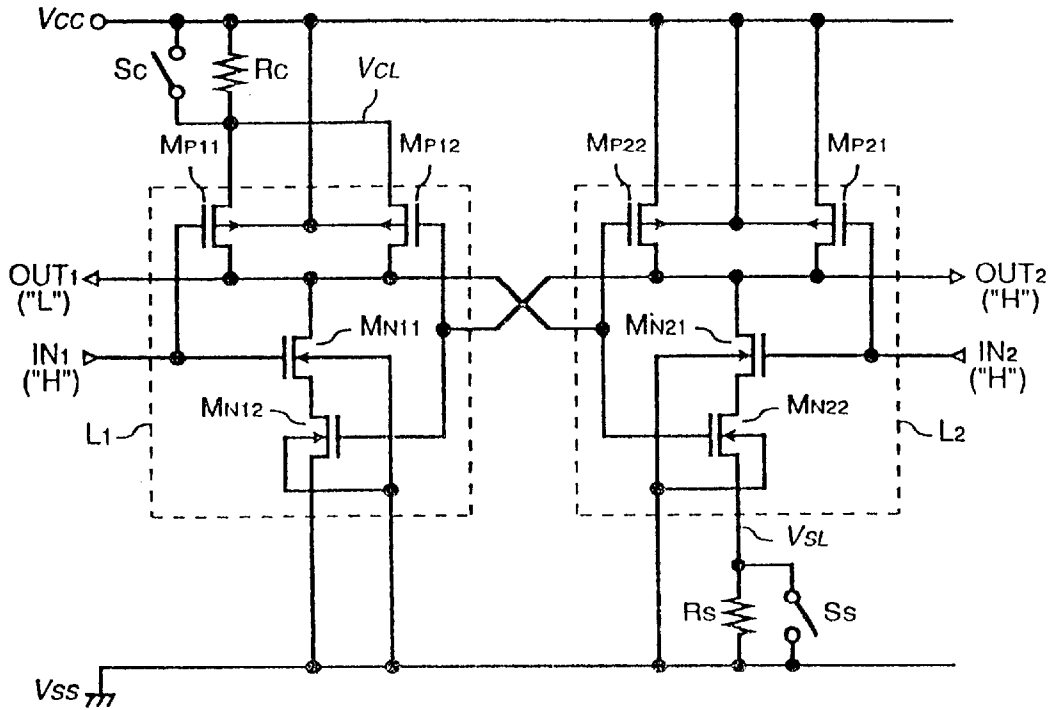 VCC
SC
RC
VCL
MP11
MP12
MP22
MP21
OUT1
("L")
OUT2
("H")
MN11
MN21
IN1
("H")
IN2
("H")
MN12
MN22
L1
L2
VSL
RS
SS
VSS